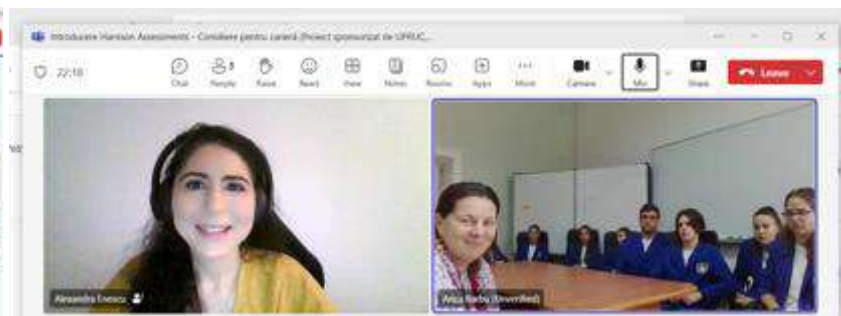 Introducere Harrison Assessments - Consiliere pentru carieră (Proiect sponsorizat de UPRUC,...
22:18
Chat People Raise React View Notes Rooms Apps More Camera Mic Share Leave
Alexandra Enescu
Anca Barbu (Unverified)